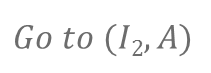 Go to (I₂, A)